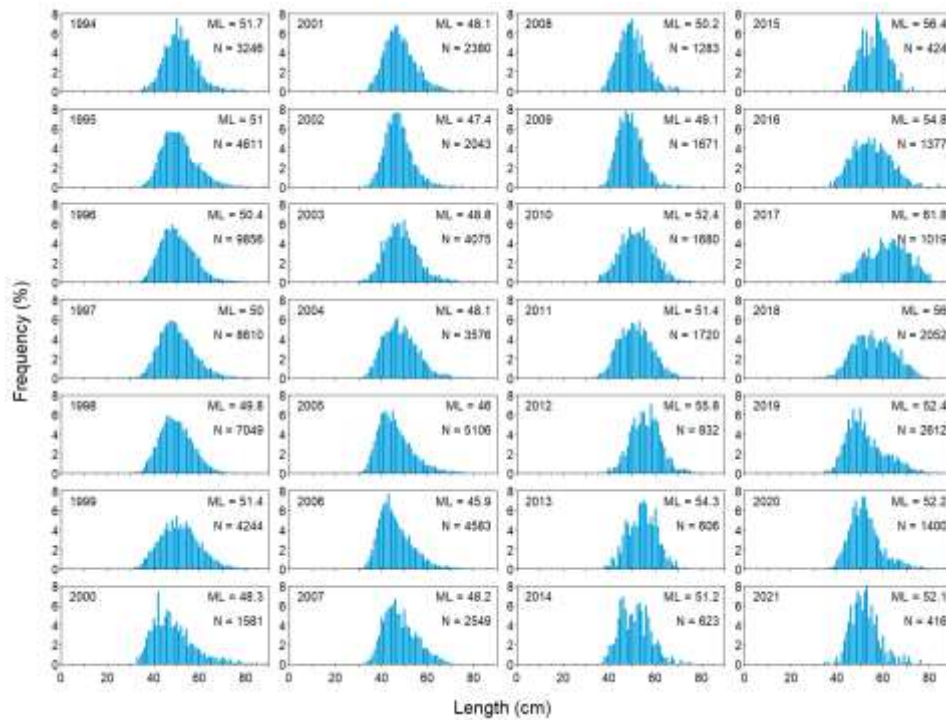 1994 ML = 51.7
N = 3246
2001 ML = 48.1
N = 2380
2008 ML = 50.2
N = 1283
2015 ML = 56.4
N = 424
1995 ML = 51
N = 4611
2002 ML = 47.4
N = 2043
2009 ML = 49.1
N = 1671
2016 ML = 54.8
N = 1377
1996 ML = 50.4
N = 9856
2003 ML = 48.8
N = 4075
2010 ML = 52.4
N = 1680
2017 ML = 61.8
N = 1019
1997 ML = 50
N = 8610
2004 ML = 48.1
N = 3576
2011 ML = 51.4
N = 1720
2018 ML = 56
N = 2052
1998 ML = 49.8
N = 7049
2005 ML = 46
N = 5106
2012 ML = 55.8
N = 832
2019 ML = 52.4
N = 2612
1999 ML = 51.4
N = 4244
2006 ML = 45.9
N = 4563
2013 ML = 54.3
N = 606
2020 ML = 52.2
N = 1400
2000 ML = 48.3
N = 1581
2007 ML = 48.2
N = 2549
2014 ML = 51.2
N = 623
2021 ML = 52.1
N = 416
8 6 4 2 0
0 20 40 60 80
0 20 40 60 80
0 20 40 60 80
0 20 40 60 80
Frequency (%)
Length (cm)